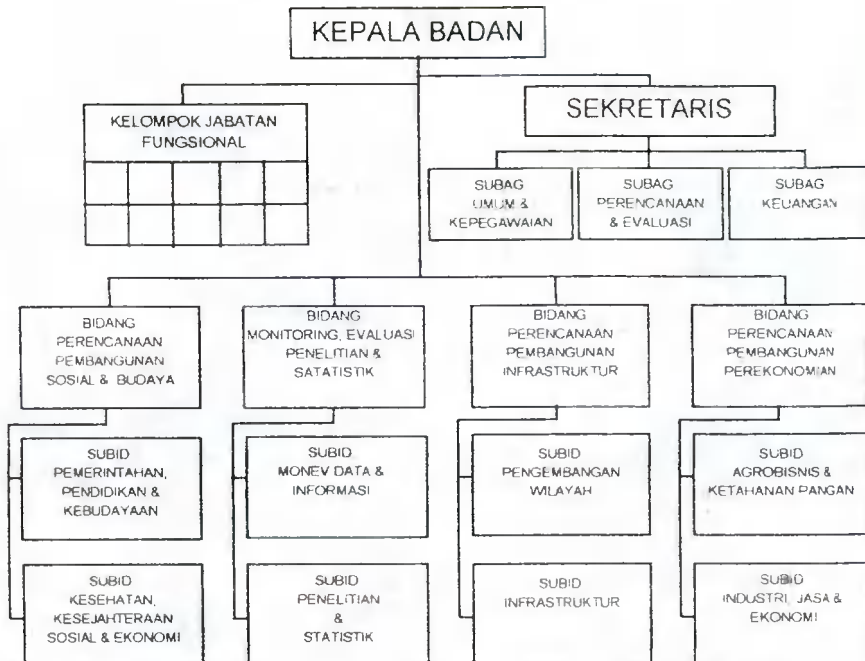 KEPALA BADAN
KELOMPOK JABATAN
FUNGSIONAL
SEKRETARIS
SUBAG
UMUM &
KEPEGAWAIAN
SUBAG
PERENCANAAN
& EVALUASI
SUBAG
KEUANGAN
BIDANG
PERENCANAAN
PEMBANGUNAN
SOSIAL & BUDAYA
BIDANG
MONITORING, EVALUASI
PENELITIAN &
SATATISTIK
BIDANG
PERENCANAAN
PEMBANGUNAN
INFRASTRUKTUR
BIDANG
PERENCANAAN
PEMBANGUNAN
PEREKONOMIAN
SUBID
PEMERINTAHAN,
PENDIDIKAN &
KEBUDAYAAN
SUBID
MONEV DATA &
INFORMASI
SUBID
PENGEMBANGAN
WILAYAH
SUBID
AGROBISNIS &
KETAHANAN PANGAN
SUBID
KESEHATAN,
KESEJAHTERAAN
SOSIAL & EKONOMI
SUBID
PENELITIAN
&
STATISTIK
SUBID
INFRASTRUKTUR
SUBID
INDUSTRI, JASA &
EKONOMI